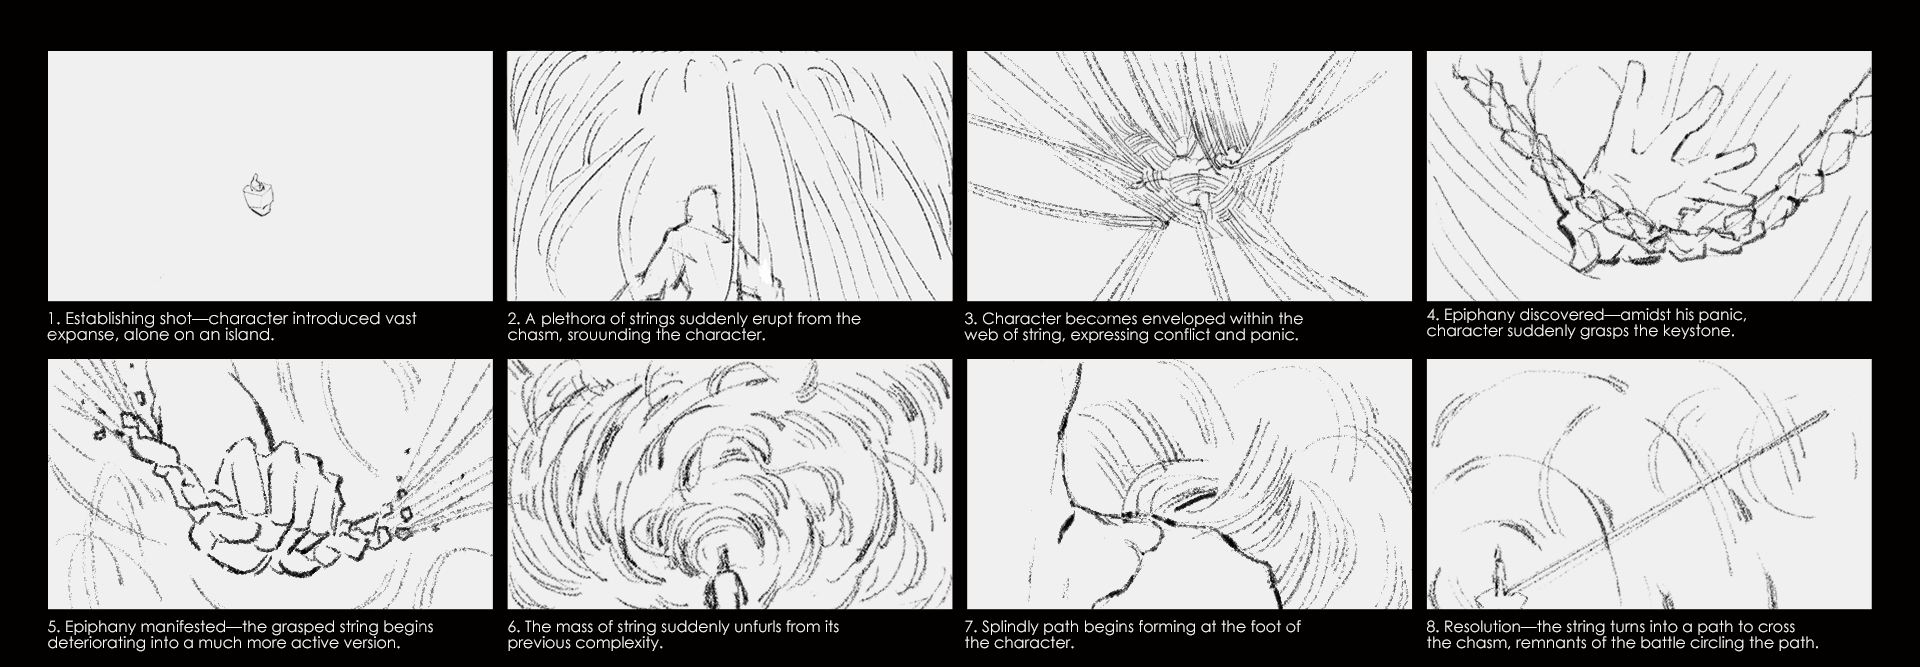 1. Establishing shot—character introduced vast
expanse, alone on an island.
2. A plethora of strings suddenly erupt from the
chasm, srouunding the character.
3. Character becomes enveloped within the
web of string, expressing conflict and panic.
4. Epiphany discovered—amidst his panic,
character suddenly grasps the keystone.
5. Epiphany manifested—the grasped string begins
deteriorating into a much more active version.
6. The mass of string suddenly unfurls from its
previous complexity.
7. Splindly path begins forming at the foot of
the character.
8. Resolution—the string turns into a path to cross
the chasm, remnants of the battle circling the path.